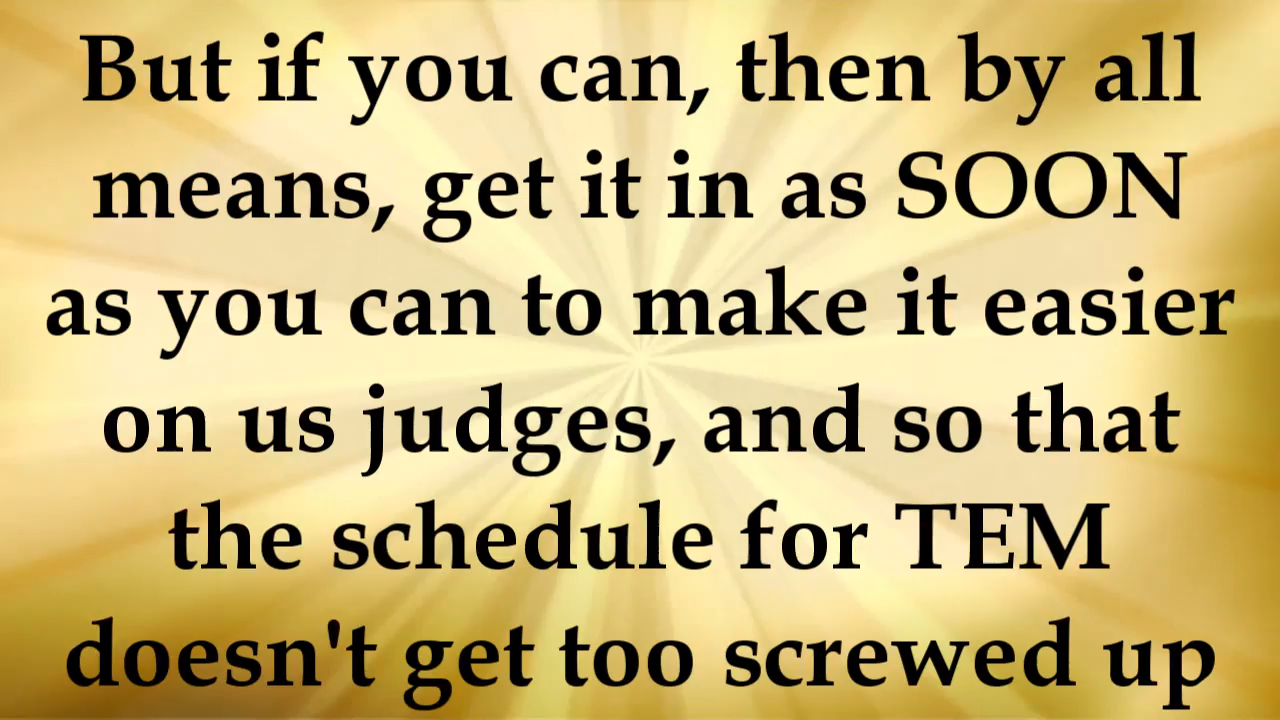 But if you can, then by all
means, get it in as SOON
as you can to make it easier
on us judges, and so that
the schedule for TEM
doesn't get too screwed up